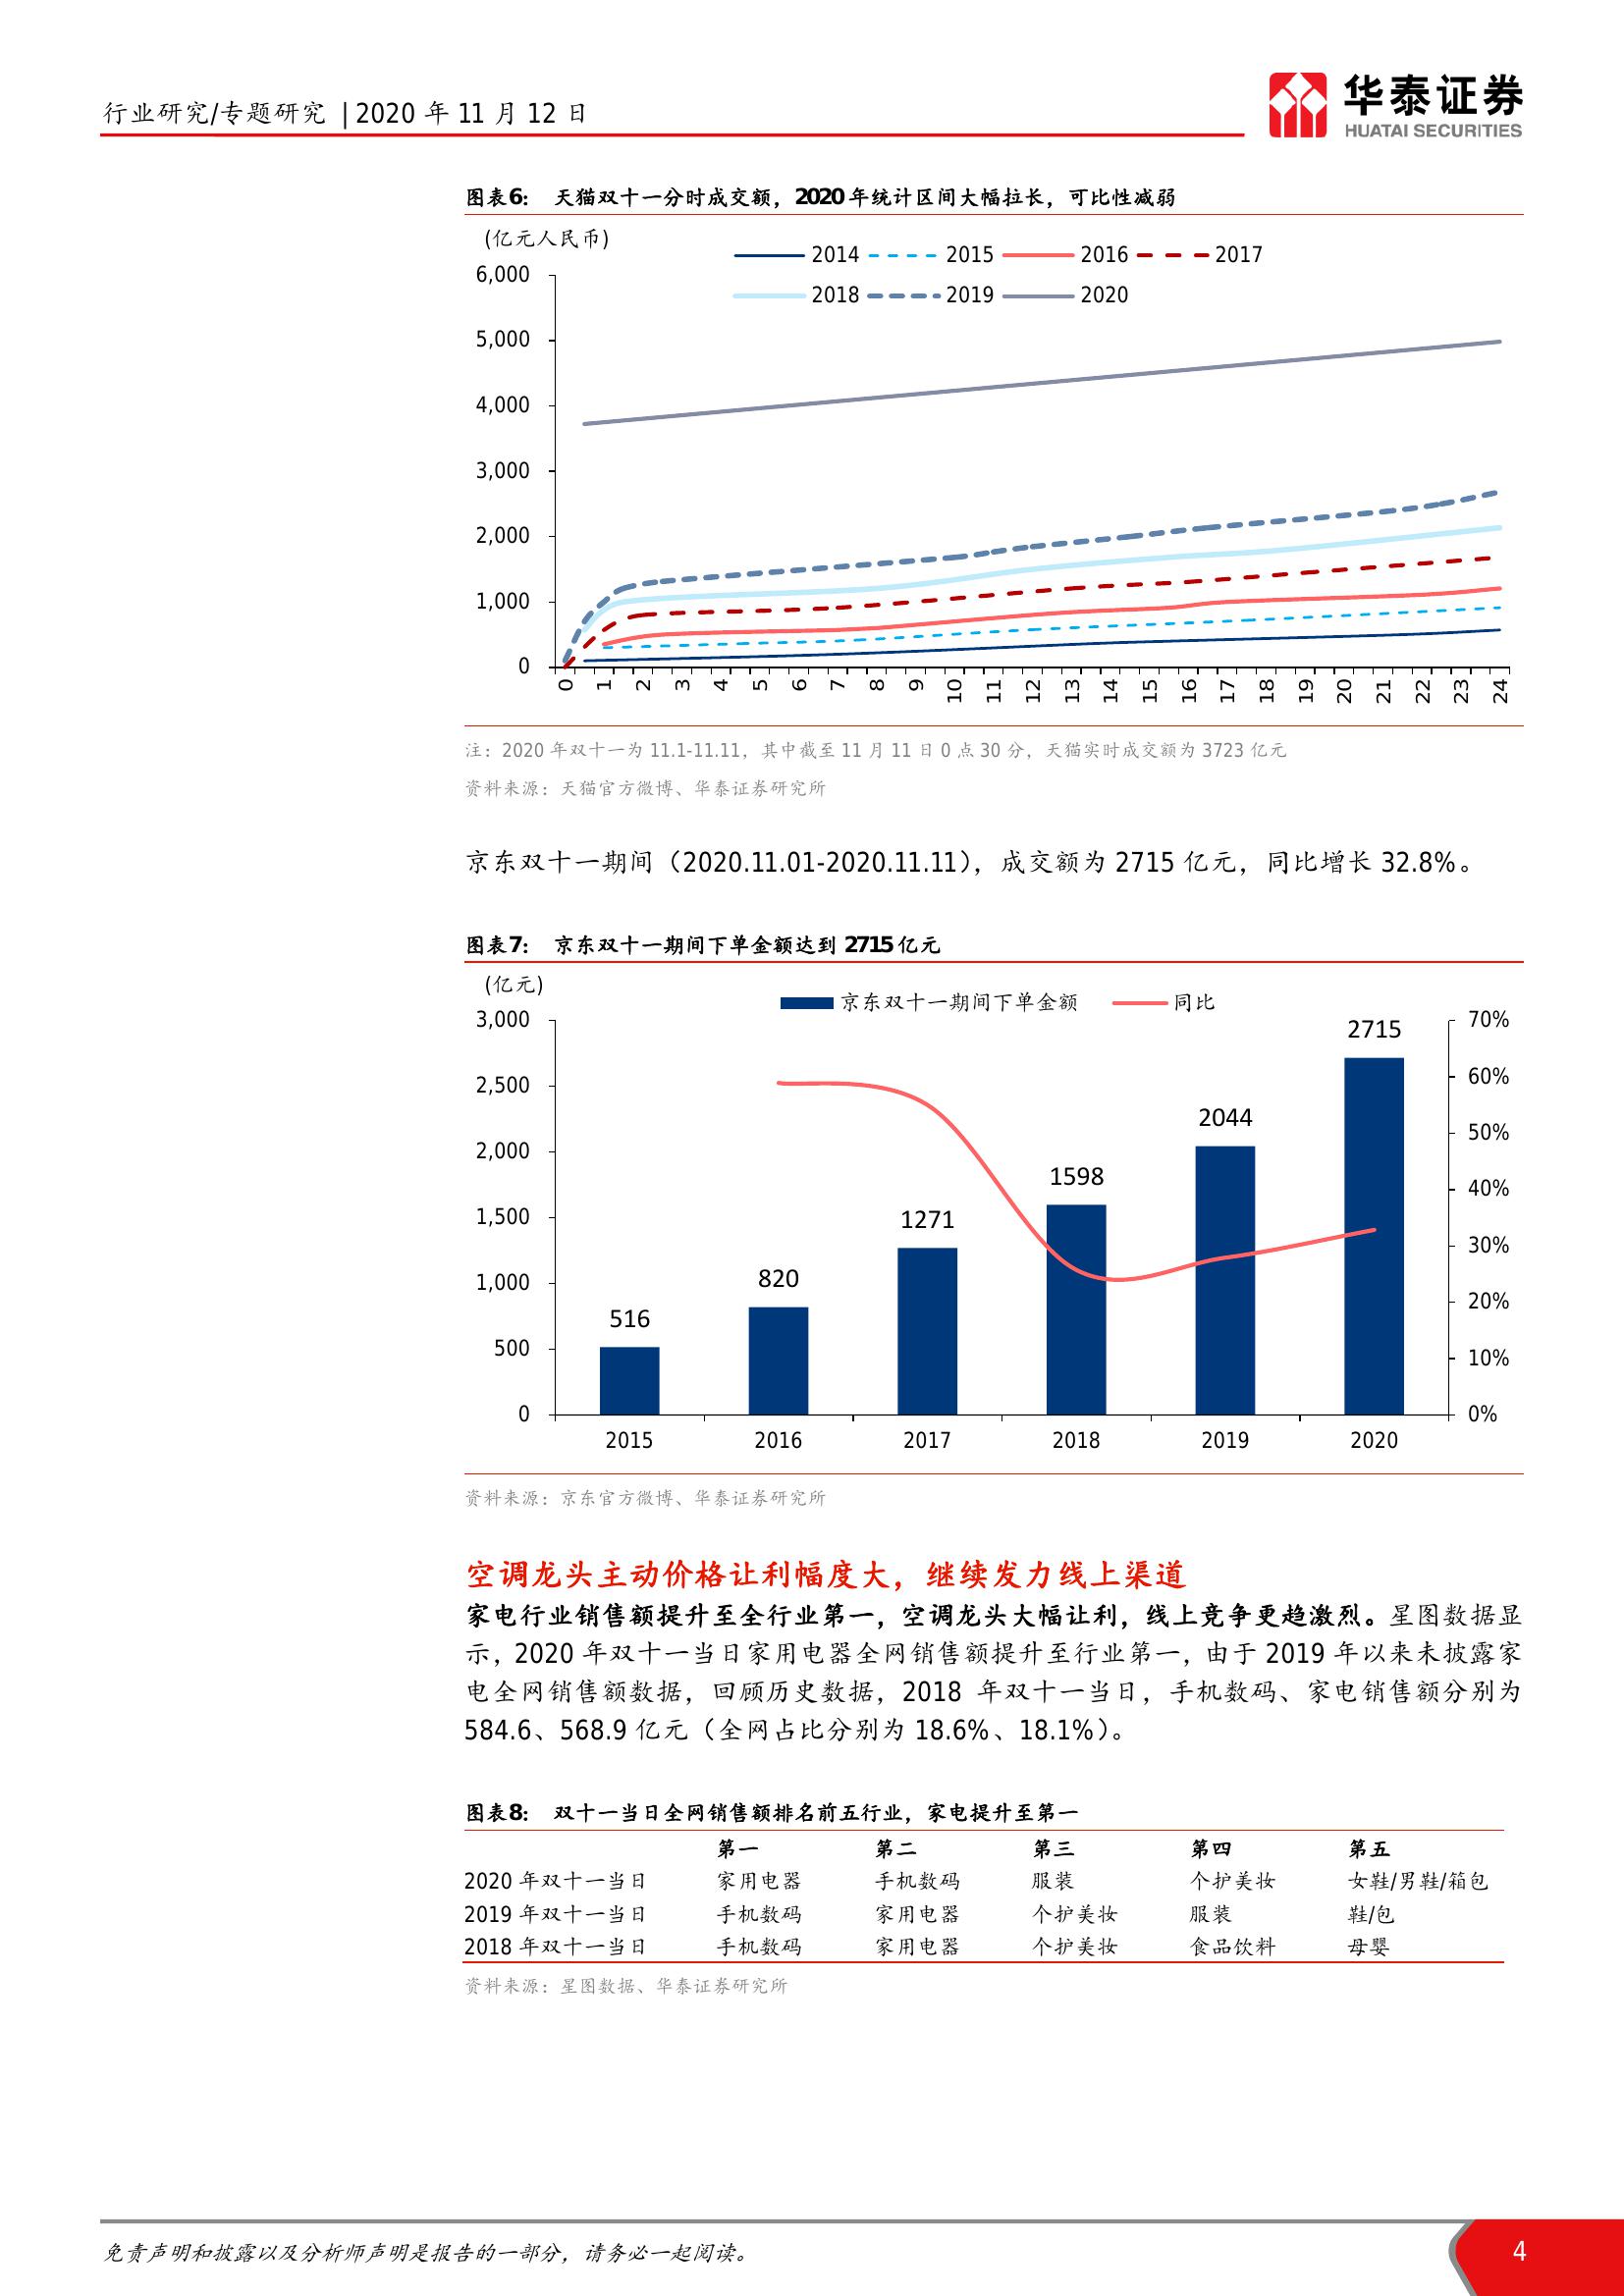 行业研究/专题研究 | 2020 年 11 月 12 日
华泰证券
HUATAI SECURITIES
图表6: 天猫双十一分时成交额，2020 年统计区间大幅拉长，可比性减弱
(亿元人民币)
2014 2015 2016 2017
2018 2019 2020
6,000
5,000
4,000
3,000
2,000
1,000
0
0 1 2 3 4 5 6 7 8 9 10 11 12 13 14 15 16 17 18 19 20 21 22 23 24
注：2020 年双十一为 11.1-11.11，其中截至 11 月 11 日 0 点 30 分，天猫实时成交额为 3723 亿元
资料来源：天猫官方微博、华泰证券研究所
京东双十一期间（2020.11.01-2020.11.11），成交额为 2715 亿元，同比增长 32.8%。
图表7: 京东双十一期间下单金额达到 2715 亿元
(亿元)
京东双十一期间下单金额 同比
3,000
2,500
2,000
1,500
1,000
500
0
516
820
1271
1598
2044
2715
70%
60%
50%
40%
30%
20%
10%
0%
2015 2016 2017 2018 2019 2020
资料来源：京东官方微博、华泰证券研究所
空调龙头主动价格让利幅度大，继续发力线上渠道
家电行业销售额提升至全行业第一，空调龙头大幅让利，线上竞争更趋激烈。星图数据显
示，2020 年双十一当日家用电器全网销售额提升至行业第一，由于 2019 年以来未披露家
电全网销售额数据，回顾历史数据，2018 年双十一当日，手机数码、家电销售额分别为
584.6、568.9 亿元（全网占比分别为 18.6%、18.1%）。
图表8: 双十一当日全网销售额排名前五行业，家电提升至第一
第一 第二 第三 第四 第五
2020 年双十一当日 家用电器 手机数码 服装 个护美妆 女鞋/男鞋/箱包
2019 年双十一当日 手机数码 家用电器 个护美妆 服装 鞋/包
2018 年双十一当日 手机数码 家用电器 个护美妆 食品饮料 母婴
资料来源：星图数据、华泰证券研究所
免责声明和披露以及分析师声明是报告的一部分，请务必一起阅读。
4